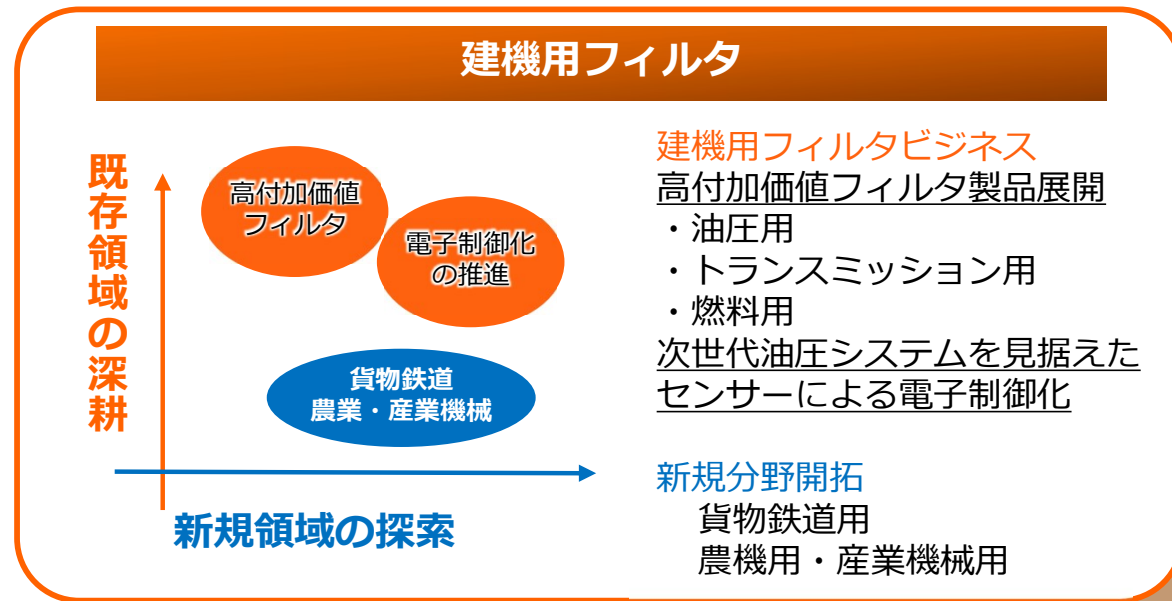 建機用フィルタ
既存領域の深耕
高付加価値
フィルタ
電子制御化
の推進
貨物鉄道
農業・産業機械
新規領域の探索
建機用フィルタビジネス
高付加価値フィルタ製品展開
・油圧用
・トランスミッション用
・燃料用
次世代油圧システムを見据えた
センサーによる電子制御化
新規分野開拓
貨物鉄道用
農機用・産業機械用